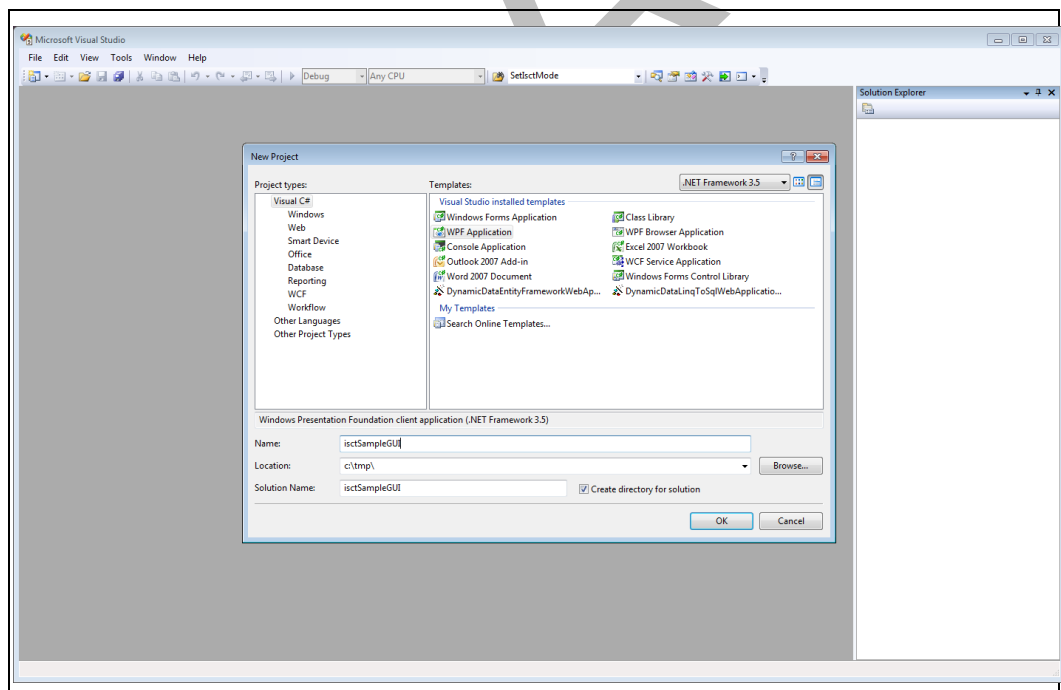 Microsoft Visual Studio
File Edit View Tools Window Help
Debug Any CPU SetIsctMode
Solution Explorer
New Project
Project types:
Templates:
.NET Framework 3.5
Visual C#
Windows
Web
Smart Device
Office
Database
Reporting
WCF
Workflow
Other Languages
Other Project Types
Visual Studio installed templates
Windows Forms Application Class Library
WPF Application WPF Browser Application
Console Application Excel 2007 Workbook
Outlook 2007 Add-in WCF Service Application
Word 2007 Document Windows Forms Control Library
DynamicDataEntityFrameworkWebAp... DynamicDataLinqToSqlWebApplicatio...
My Templates
Search Online Templates...
Windows Presentation Foundation client application (.NET Framework 3.5)
Name: isctSampleGUI
Location: c:\tmp\ Browse...
Solution Name: isctSampleGUI Create directory for solution
OK Cancel